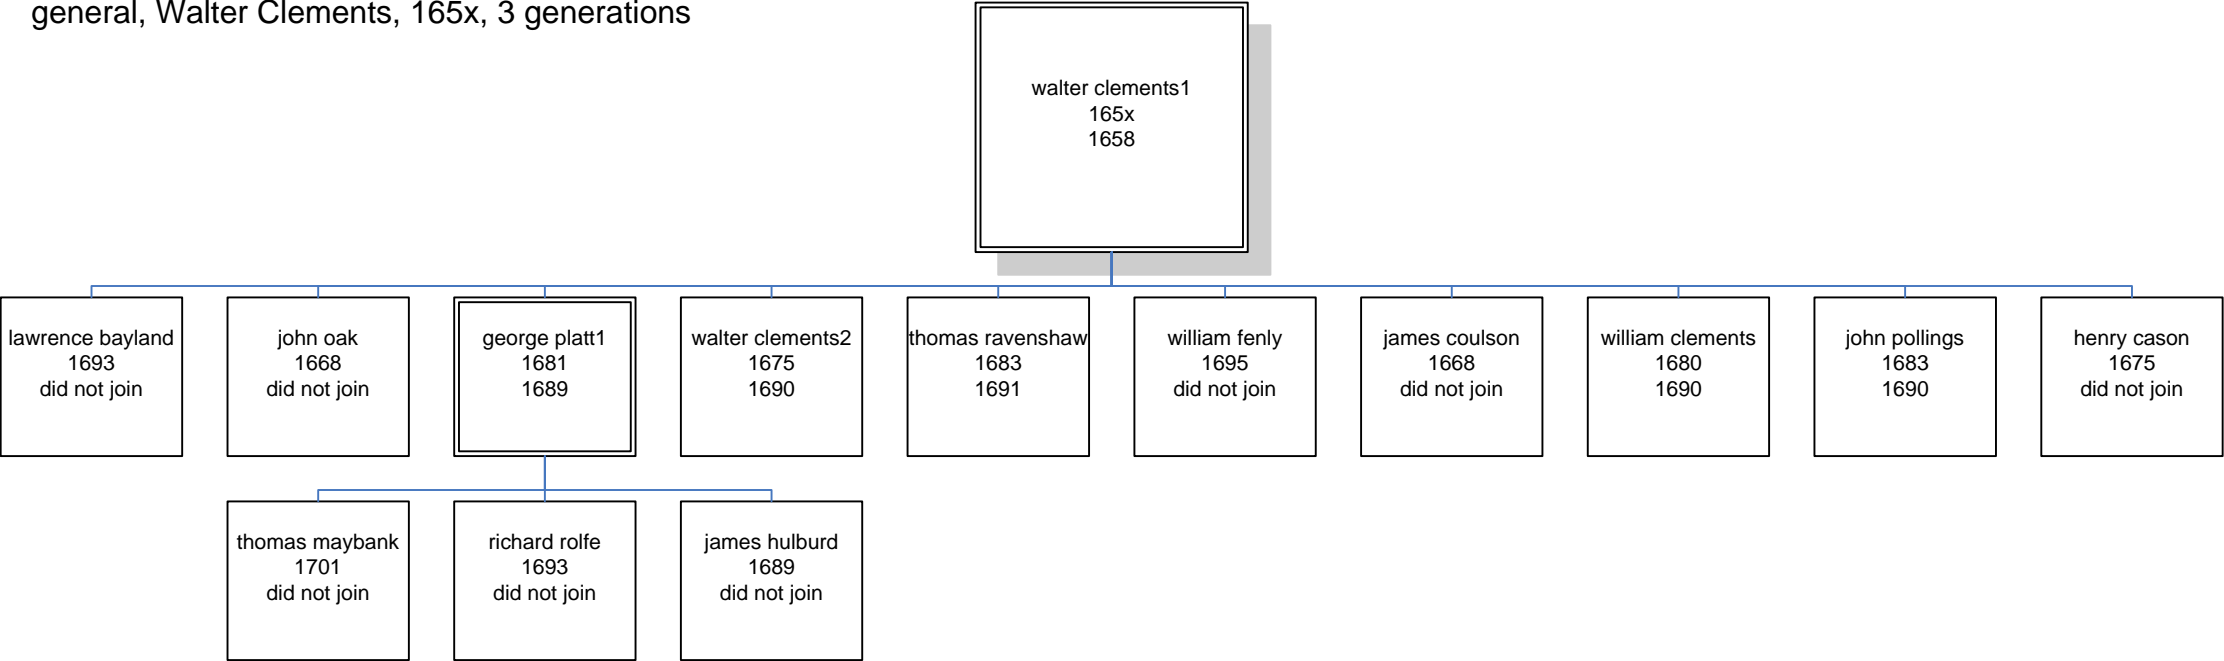 general, Walter Clements, 165x, 3 generations
walter clements1
165x
1658
lawrence bayland
1693
did not join
john oak
1668
did not join
george platt1
1681
1689
walter clements2
1675
1690
thomas ravenshaw
1683
1691
william fenly
1695
did not join
james coulson
1668
did not join
william clements
1680
1690
john pollings
1683
1690
henry cason
1675
did not join
thomas maybank
1701
did not join
richard rolfe
1693
did not join
james hulburd
1689
did not join